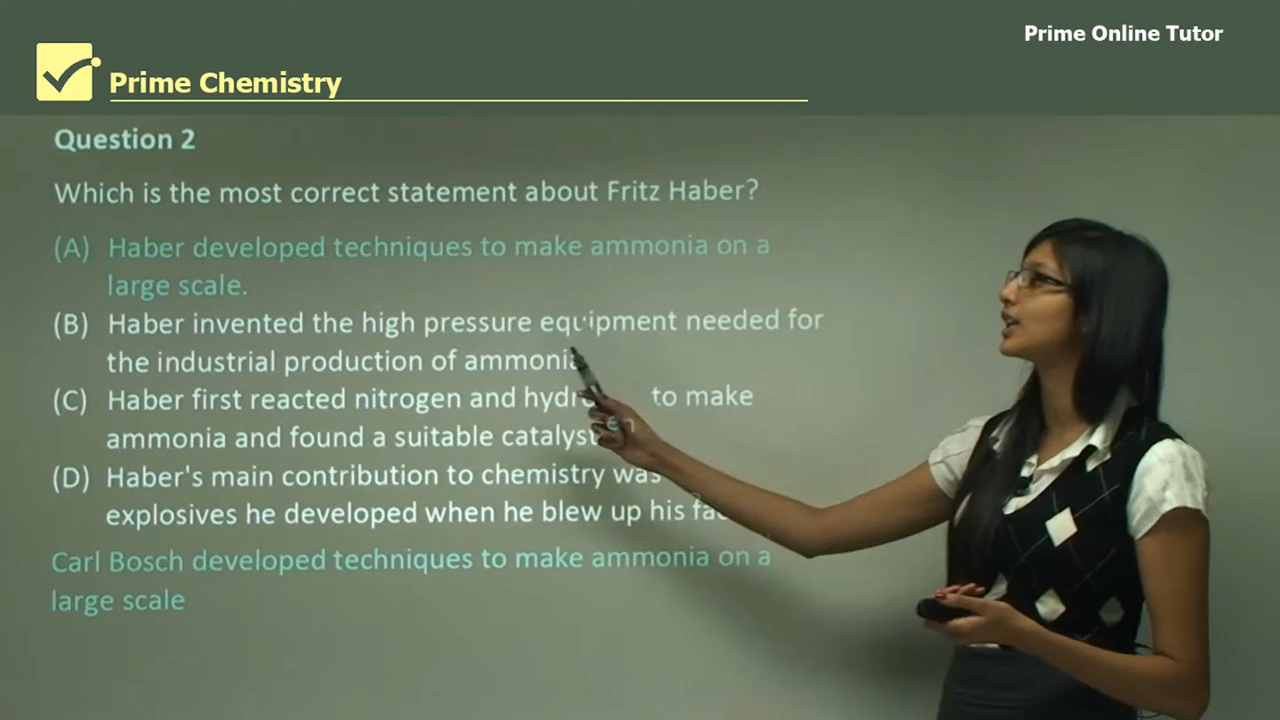 Prime Online Tutor
Prime Chemistry
Question 2
Which is the most correct statement about Fritz Haber?
(A) Haber developed techniques to make ammonia on a
large scale.
(B) Haber invented the high pressure equipment needed for
the industrial production of ammonia
(C) Haber first reacted nitrogen and to make
ammonia and found a suitable catalyst
(D) Haber's main contribution to chemistry was
explosives he developed when he blew up his
Carl Bosch developed techniques to make ammonia on a
large scale